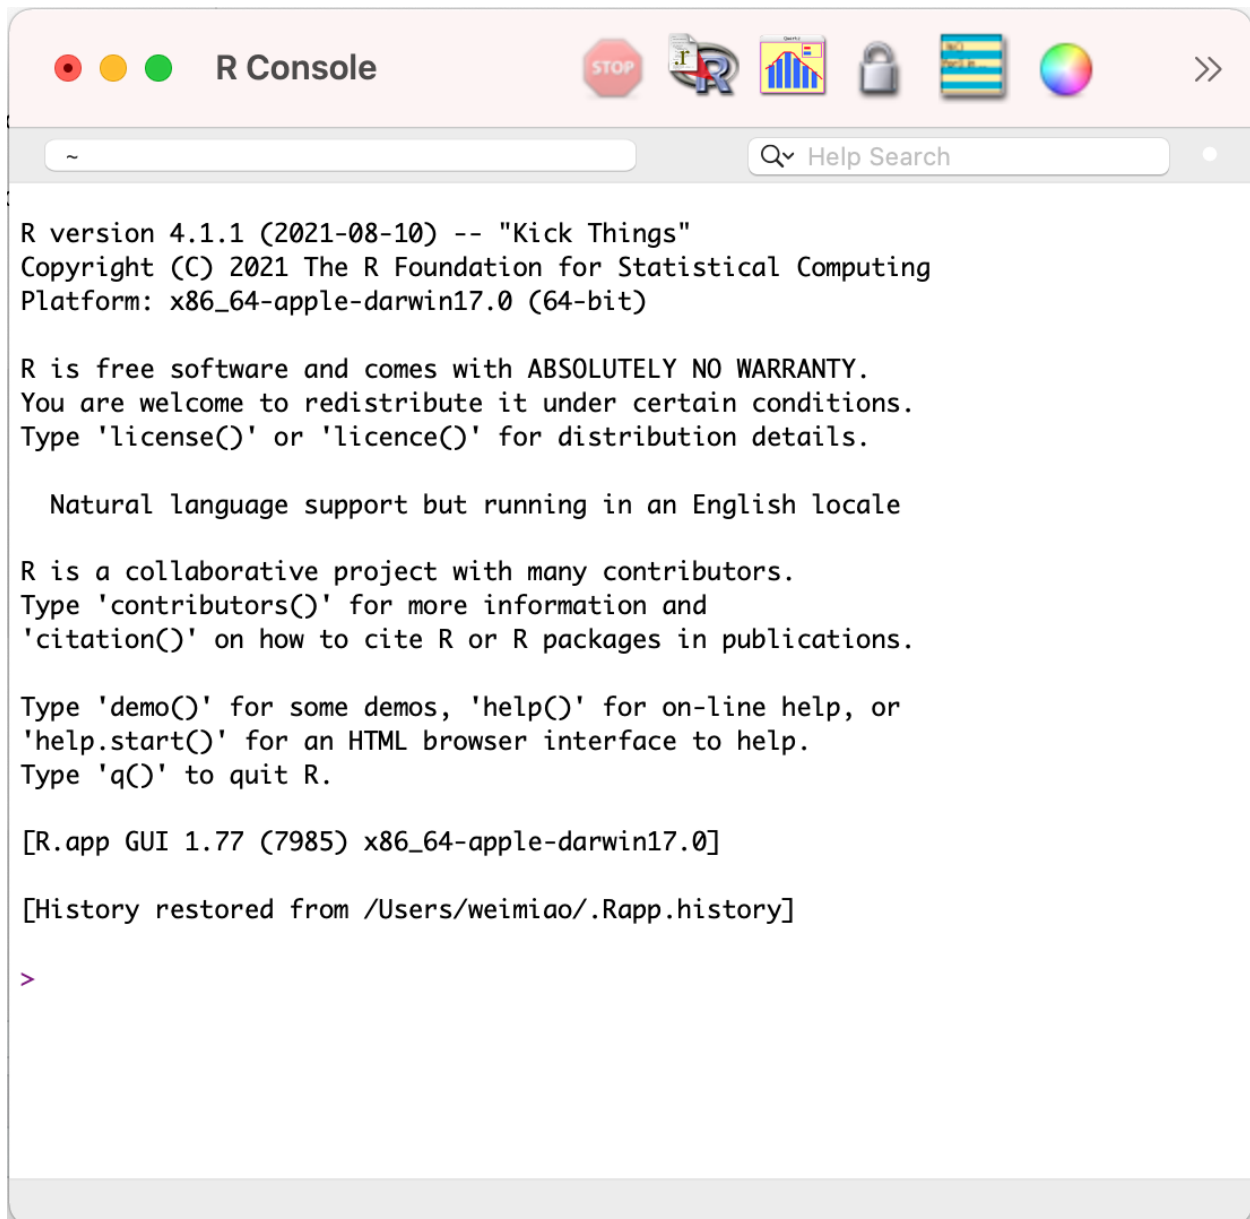 R Console
STOP
~
Help Search
R version 4.1.1 (2021-08-10) -- "Kick Things"
Copyright (C) 2021 The R Foundation for Statistical Computing
Platform: x86_64-apple-darwin17.0 (64-bit)
R is free software and comes with ABSOLUTELY NO WARRANTY.
You are welcome to redistribute it under certain conditions.
Type 'license()' or 'licence()' for distribution details.
Natural language support but running in an English locale
R is a collaborative project with many contributors.
Type 'contributors()' for more information and
'citation()' on how to cite R or R packages in publications.
Type 'demo()' for some demos, 'help()' for on-line help, or
'help.start()' for an HTML browser interface to help.
Type 'q()' to quit R.
[R.app GUI 1.77 (7985) x86_64-apple-darwin17.0]
[History restored from /Users/weimiao/.Rapp.history]
>